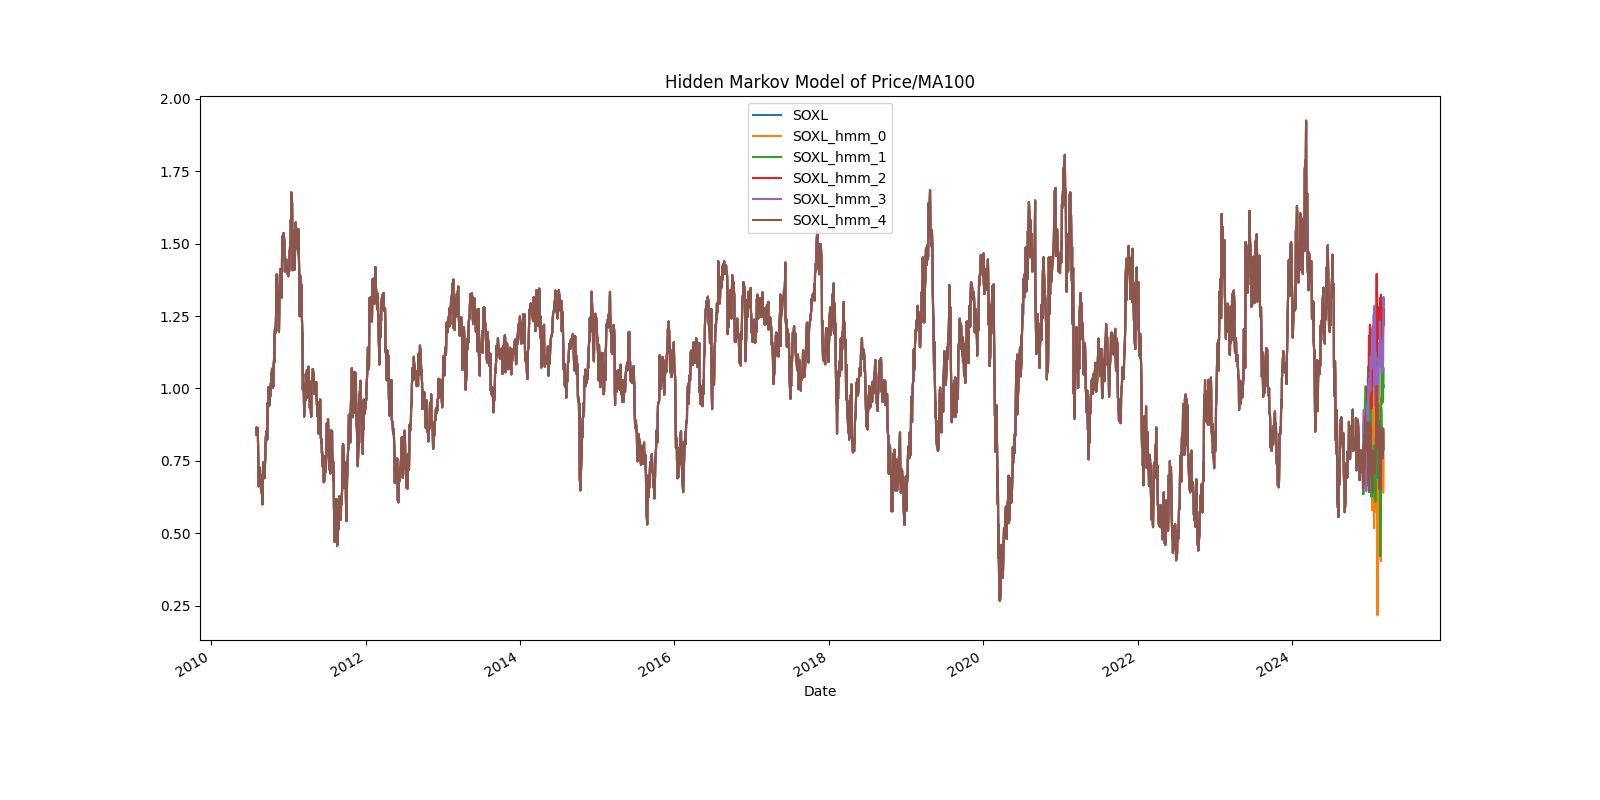 Hidden Markov Model of Price/MA100
2.00
1.75
1.50
1.25
1.00
0.75
0.50
0.25
SOXL
SOXL_hmm_0
SOXL_hmm_1
SOXL_hmm_2
SOXL_hmm_3
SOXL_hmm_4
2010
2012
2014
2016
2018
2020
2022
2024
Date